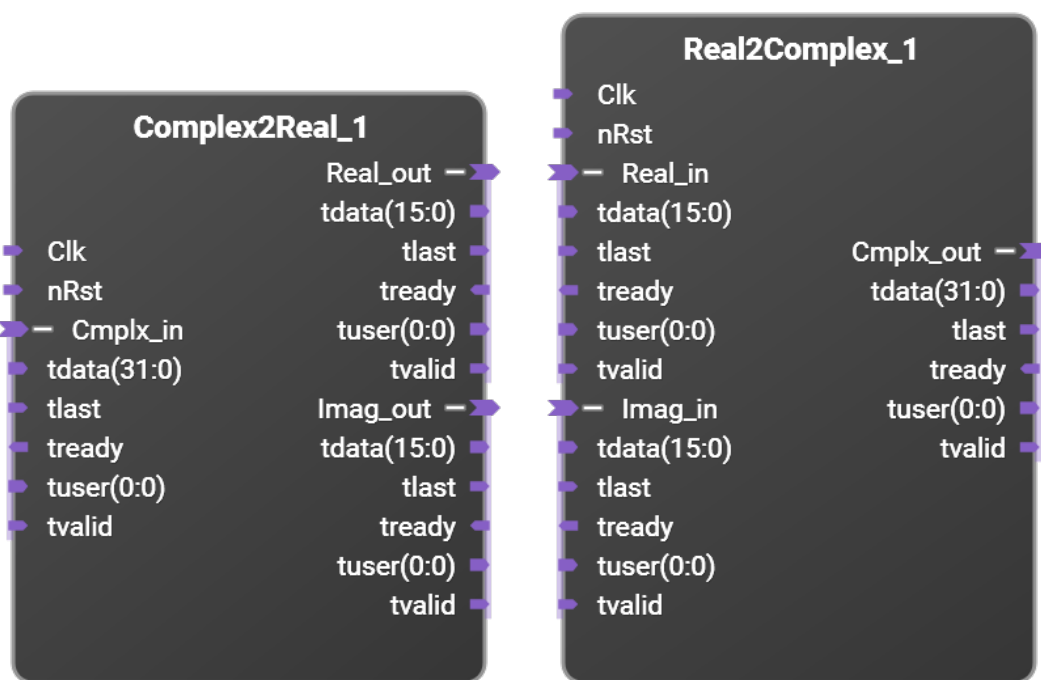 Complex2Real_1
Clk
nRst
Cmplx_in
tdata(31:0)
tlast
tready
tuser(0:0)
tvalid
Real_out
tdata(15:0)
tlast
tready
tuser(0:0)
tvalid
Imag_out
tdata(15:0)
tlast
tready
tuser(0:0)
tvalid
Real2Complex_1
Clk
nRst
Real_in
tdata(15:0)
tlast
tready
tuser(0:0)
tvalid
Imag_in
tdata(15:0)
tlast
tready
tuser(0:0)
tvalid
Cmplx_out
tdata(31:0)
tlast
tready
tuser(0:0)
tvalid